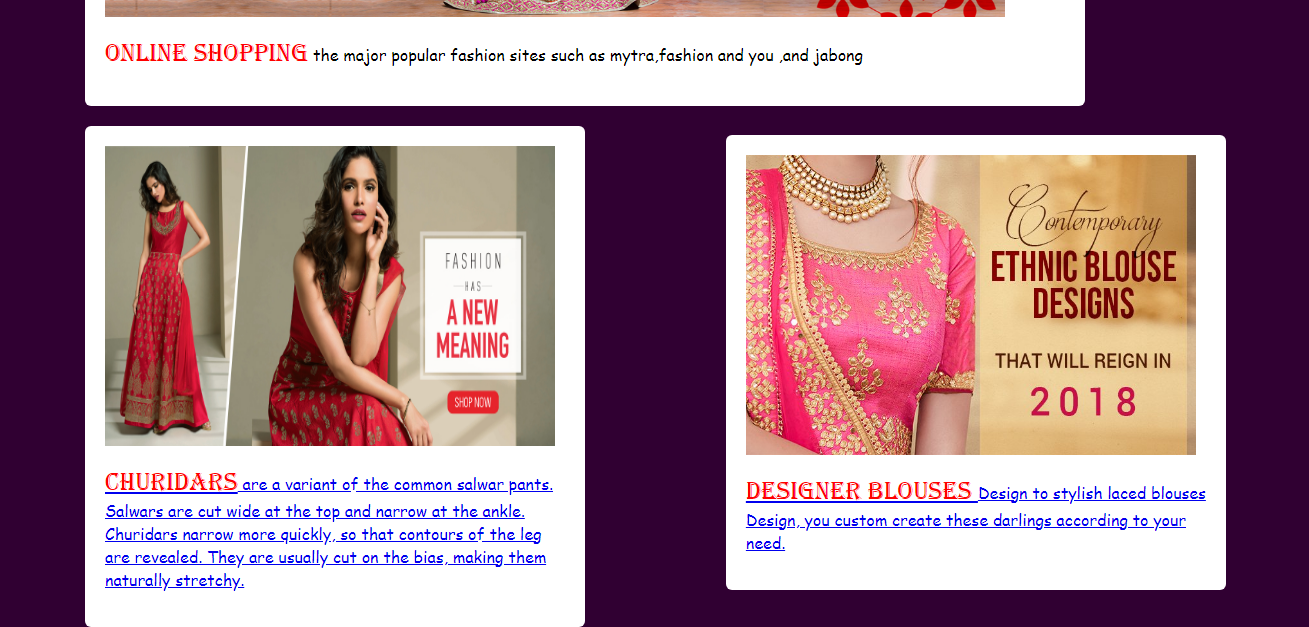 ONLINE SHOPPING the major popular fashion sites such as mytra,fashion and you ,and jabong
FASHION
HAS
A NEW
MEANING
SHOP NOW
CHURIDARS are a variant of the common salwar pants.
Salwars are cut wide at the top and narrow at the ankle.
Churidars narrow more quickly, so that contours of the leg
are revealed. They are usually cut on the bias, making them
naturally stretchy.
Contemporary
ETHNIC BLOUSE
DESIGNS
THAT WILL REIGN IN
2018
DESIGNER BLOUSES Design to stylish laced blouses
Design, you custom create these darlings according to your
need.